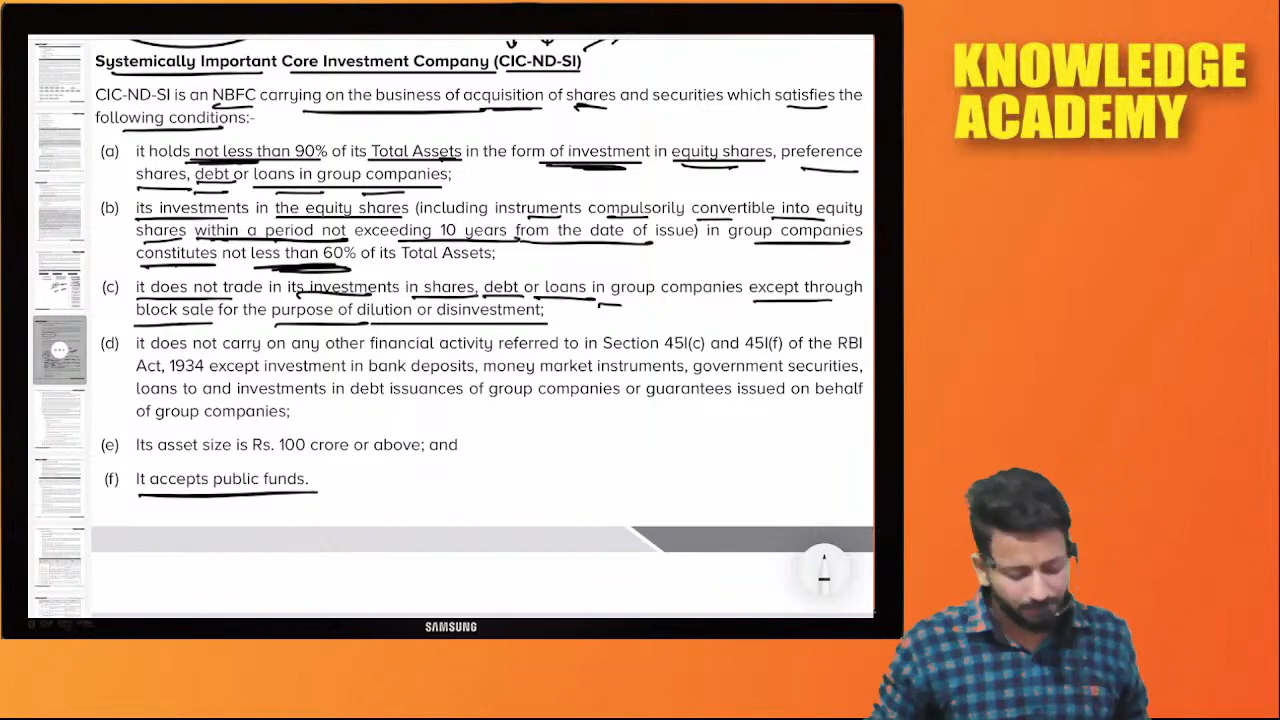 Systemically Important Core Investment Company (CIC-ND-SI)
CIC-ND-SI is an NBFC carrying on the business of acquisition of shares and securities which satisfies the
following conditions:-
(a) holds not less than of its Total Assets in the form of investment in equity shares, preference
shares, debt or loans in group companies;
investments in the equity shares (including instruments compulsorily convertible into equity
shares within a period not exceeding 10 years from the date of issue) in group companies
constitutes not less than 60% of its Total Assets;
(c) it does not trade in its investments in shares, debt or loans in group companies except through
block sale for the purpose of dilution or disinvestment;
(d) does not carry on any other financial activity referred to in Section 45I(c) and 45I(f) of the RBI
1934 except investment in bank deposits, money market instruments, government securities,
loans to and investments in debt issuances of group companies or guarantees issued on behalf
of group companies;
(e) asset size is Rs. 100 crore or above and
(f) accepts public funds.
SAMSUNG
KNOWLEDGE
ACADEMY